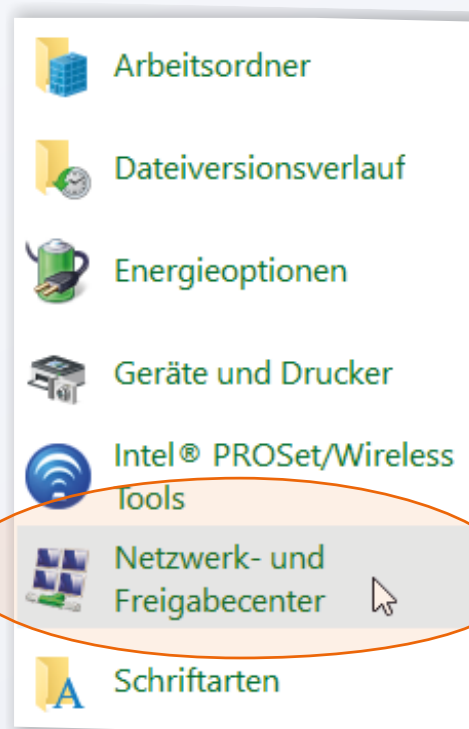 Arbeitsordner
Dateiversionsverlauf
Energieoptionen
Geräte und Drucker
Intel® PROSet/Wireless
Tools
Netzwerk- und
Freigabecenter
Schriftarten